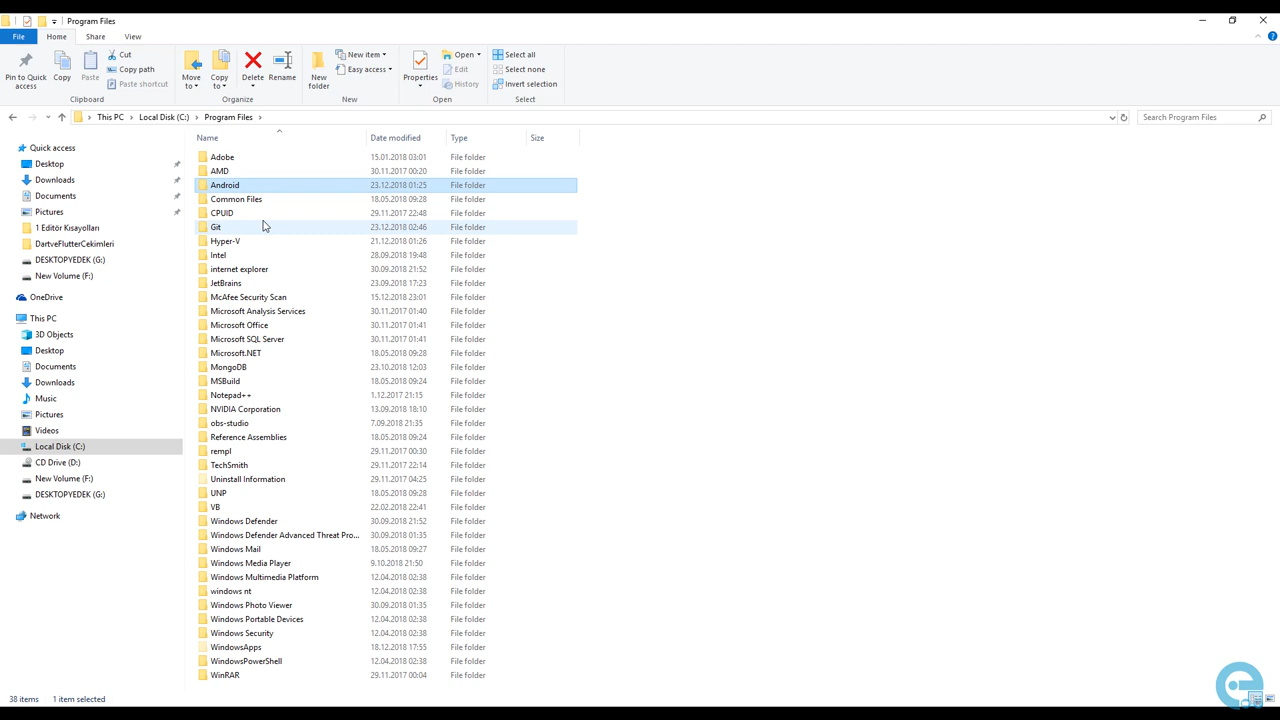 Program Files
File
Home
Share
View
Pin to Quick access
Copy
Paste
Cut
Copy path
Paste shortcut
Clipboard
Move to
Copy to
Delete
Rename
Organize
New folder
New item
Easy access
New
Properties
Open
Edit
History
Open
Select all
Select none
Invert selection
Select
This PC
Local Disk (C:)
Program Files
Search Program Files
Quick access
Desktop
Downloads
Documents
Pictures
1 Editör Kısayolları
DartveFlutterCekimleri
DESKTOPYEDEK (G:)
New Volume (F:)
OneDrive
This PC
3D Objects
Desktop
Documents
Downloads
Music
Pictures
Videos
Local Disk (C:)
CD Drive (D:)
New Volume (F:)
DESKTOPYEDEK (G:)
Network
Name Date modified Type Size
Adobe 15.01.2018 03:01 File folder
AMD 30.11.2017 00:20 File folder
Android 23.12.2018 01:25 File folder
Common Files 18.05.2018 09:28 File folder
CPUID 29.11.2017 22:48 File folder
Git 23.12.2018 02:46 File folder
Hyper-V 21.12.2018 01:26 File folder
Intel 28.09.2018 19:48 File folder
internet explorer 30.09.2018 21:52 File folder
JetBrains 23.09.2018 17:23 File folder
McAfee Security Scan 15.12.2018 23:01 File folder
Microsoft Analysis Services 30.11.2017 01:40 File folder
Microsoft Office 30.11.2017 01:41 File folder
Microsoft SQL Server 30.11.2017 01:41 File folder
Microsoft.NET 18.05.2018 09:28 File folder
MongoDB 23.10.2018 12:03 File folder
MSBuild 18.05.2018 09:24 File folder
Notepad++ 1.12.2017 21:15 File folder
NVIDIA Corporation 13.09.2018 18:10 File folder
obs-studio 7.09.2018 21:35 File folder
Reference Assemblies 18.05.2018 09:24 File folder
rempl 29.11.2017 00:30 File folder
TechSmith 29.11.2017 22:14 File folder
Uninstall Information 29.11.2017 04:25 File folder
UNP 18.05.2018 09:28 File folder
VB 22.02.2018 22:41 File folder
Windows Defender 30.09.2018 21:52 File folder
Windows Defender Advanced Threat Pro... 30.09.2018 01:35 File folder
Windows Mail 18.05.2018 09:27 File folder
Windows Media Player 9.10.2018 21:50 File folder
Windows Multimedia Platform 12.04.2018 02:38 File folder
windows nt 12.04.2018 02:38 File folder
Windows Photo Viewer 30.09.2018 01:35 File folder
Windows Portable Devices 12.04.2018 02:38 File folder
Windows Security 12.04.2018 02:38 File folder
WindowsApps 18.12.2018 17:55 File folder
WindowsPowerShell 12.04.2018 02:38 File folder
WinRAR 29.11.2017 00:04 File folder
38 items 1 item selected